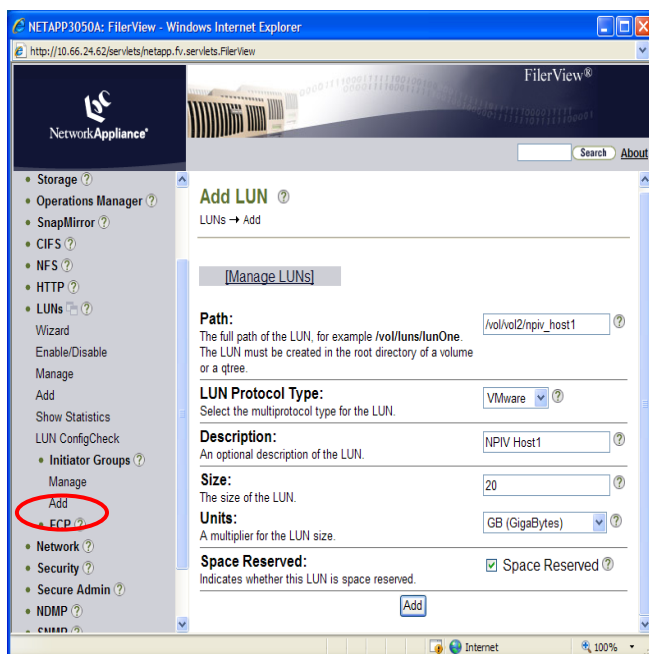 NETAPP3050A: FilerView - Windows Internet Explorer
http://10.66.24.62/servlets/netapp.fv.servlets.FilerView
FilerView®
NetworkAppliance®
Search About
• Storage
• Operations Manager
• SnapMirror
• CIFS
• NFS
• HTTP
• LUNs
Wizard
Enable/Disable
Manage
Add
Show Statistics
LUN ConfigCheck
• Initiator Groups
Manage
Add
• FCP
• Network
• Security
• Secure Admin
• NDMP
• SNMP
Add LUN
LUNs → Add
[Manage LUNs]
Path:
The full path of the LUN, for example /vol/luns/lunOne.
The LUN must be created in the root directory of a volume
or a qtree.
/vol/vol2/npiv_host1
LUN Protocol Type:
Select the multiprotocol type for the LUN.
VMware
Description:
An optional description of the LUN.
NPIV Host1
Size:
The size of the LUN.
20
Units:
A multiplier for the LUN size.
GB (GigaBytes)
Space Reserved:
Indicates whether this LUN is space reserved.
Space Reserved
Add
Internet
100%